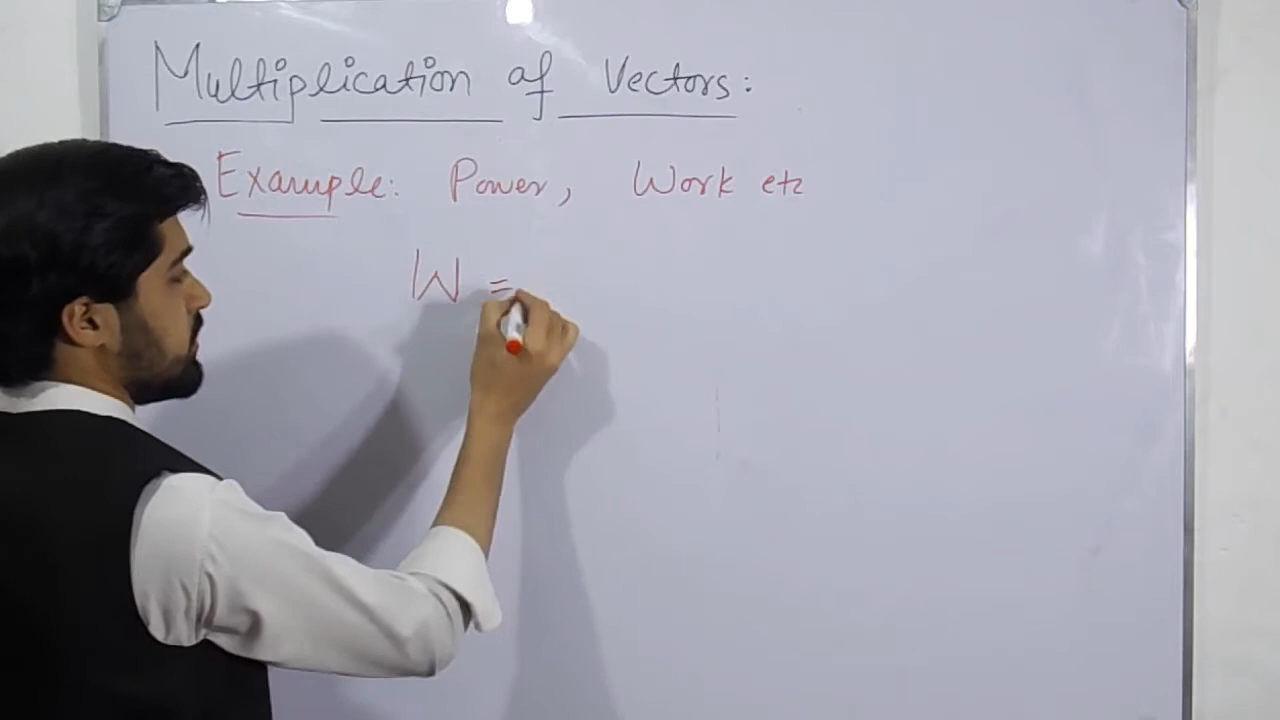 Multiplication of Vectors:
Example: Power, Work etc
W =